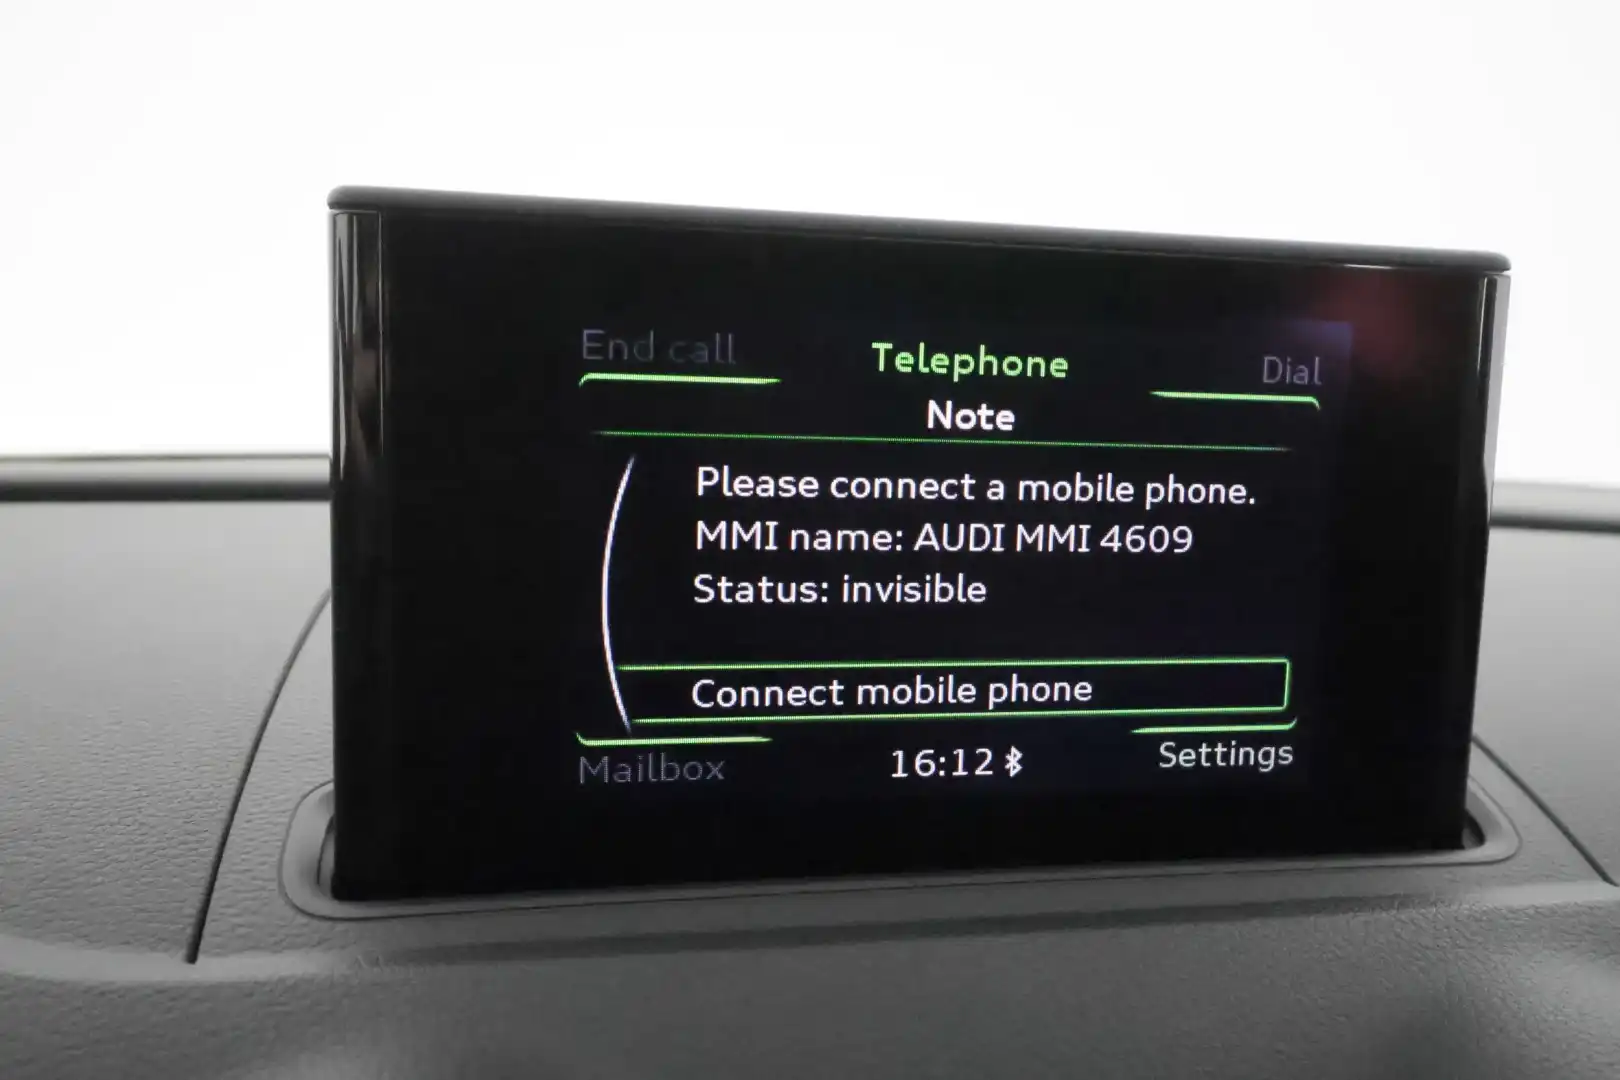 End call
Telephone
Dial
Note
Please connect a mobile phone.
MMI name: AUDI MMI 4609
Status: invisible
Connect mobile phone
Mailbox
16:12
Settings